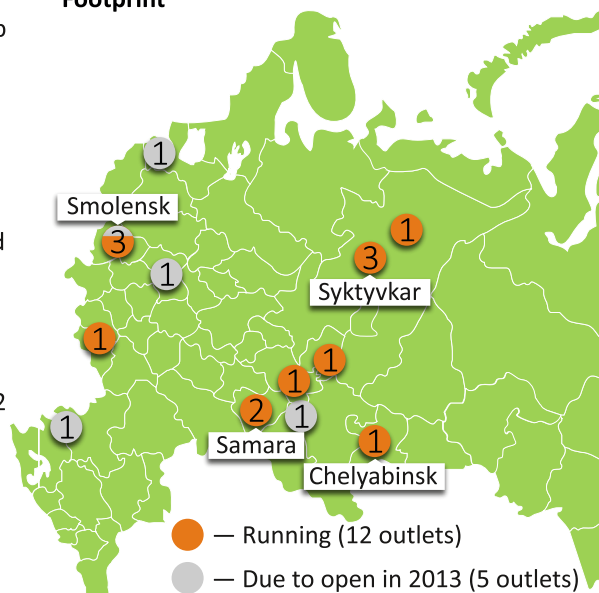 Footprint
1
Smolensk
3
1
1
3
Syktyvkar
1
1
1
2
1
1
Samara
1
Chelyabinsk
— Running (12 outlets)
— Due to open in 2013 (5 outlets)